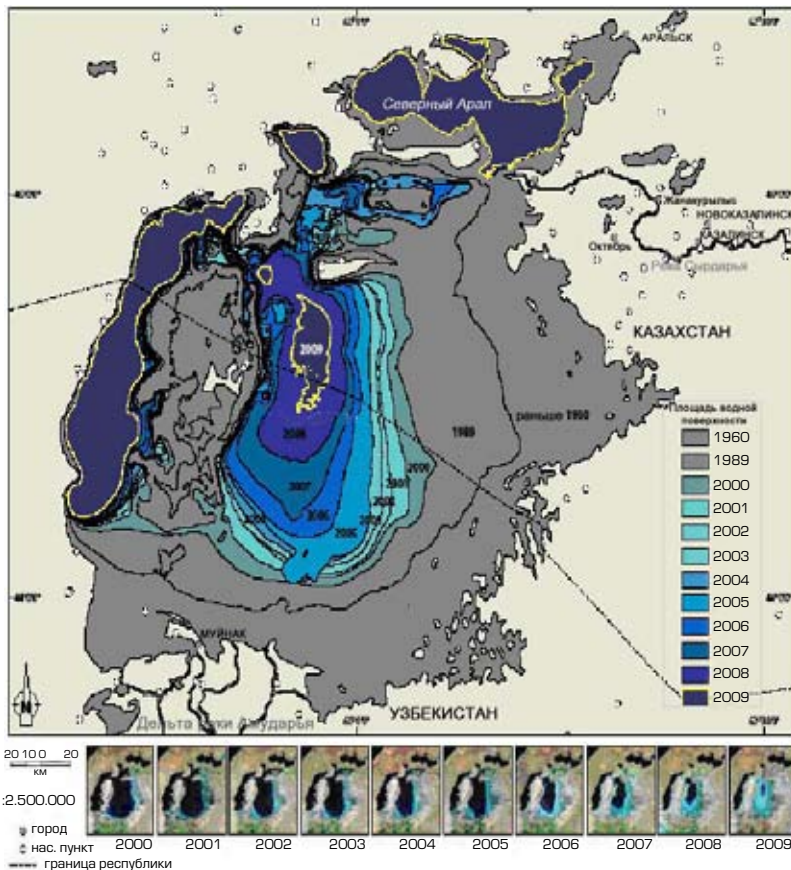 АРАЛЬСК
Северный Арал
НОВОКАЗАЛИНСК
КАЗАЛИНСК
Октябрь
Река Сырдарья
КАЗАХСТАН
2009
раньше 1960
1989
2008
2007
2006
2005
2000
МУЙНАК
УЗБЕКИСТАН
Дельта реки Амударья
N
Площадь водной
поверхности
1960
1989
2000
2001
2002
2003
2004
2005
2006
2007
2008
2009
20 10 0 20
км
:2.500.000
город
нас. пункт
граница республики
2000 2001 2002 2003 2004 2005 2006 2007 2008 2009